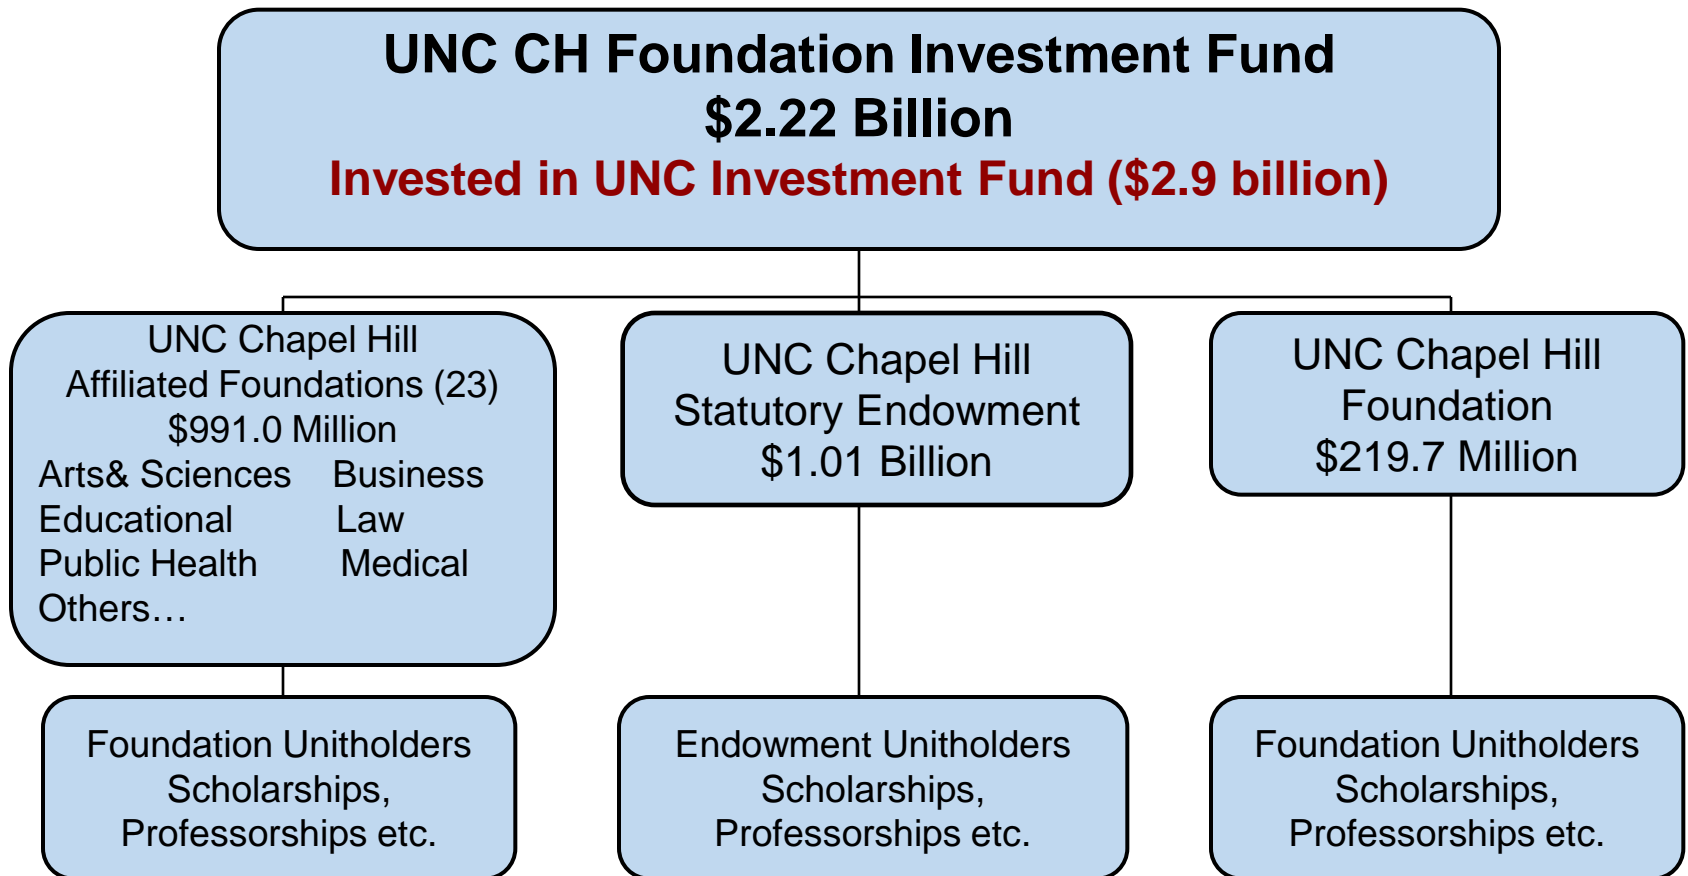 UNC CH Foundation Investment Fund
$2.22 Billion
Invested in UNC Investment Fund ($2.9 billion)
UNC Chapel Hill
Affiliated Foundations (23)
$991.0 Million
Arts& Sciences Business
Educational Law
Public Health Medical
Others…
UNC Chapel Hill
Statutory Endowment
$1.01 Billion
UNC Chapel Hill
Foundation
$219.7 Million
Foundation Unitholders
Scholarships,
Professorships etc.
Endowment Unitholders
Scholarships,
Professorships etc.
Foundation Unitholders
Scholarships,
Professorships etc.